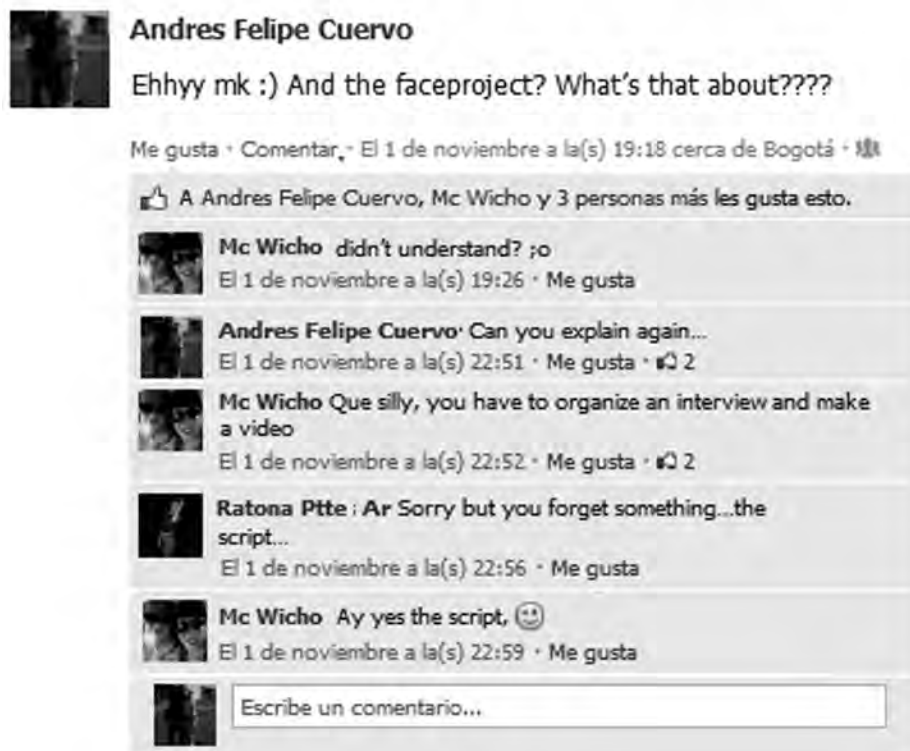 Andres Felipe Cuervo
Ehhyy mk :) And the faceproject? What's that about????
Me gusta · Comentar · El 1 de noviembre a la(s) 19:18 cerca de Bogotá ·
A Andres Felipe Cuervo, Mc Wicho y 3 personas más les gusta esto.
Mc Wicho didn't understand? ;o
El 1 de noviembre a la(s) 19:26 · Me gusta
Andres Felipe Cuervo· Can you explain again...
El 1 de noviembre a la(s) 22:51 · Me gusta · 2
Mc Wicho Que silly, you have to organize an interview and make
a video
El 1 de noviembre a la(s) 22:52 · Me gusta · 2
Ratona Ptte : Ar Sorry but you forget something...the
script...
El 1 de noviembre a la(s) 22:56 · Me gusta
Mc Wicho Ay yes the script,
El 1 de noviembre a la(s) 22:59 · Me gusta
Escribe un comentario...